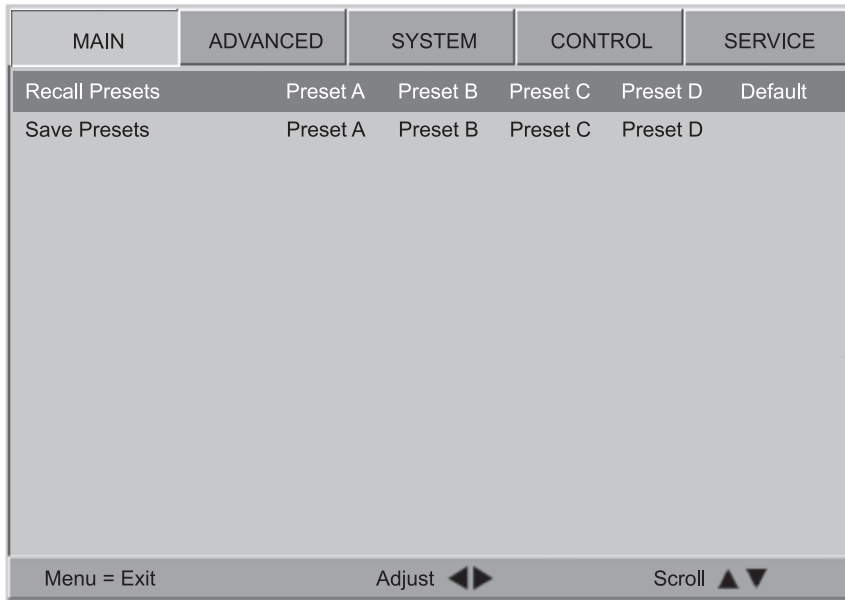 MAIN ADVANCED SYSTEM CONTROL SERVICE
Recall Presets Preset A Preset B Preset C Preset D Default
Save Presets Preset A Preset B Preset C Preset D
Menu = Exit Adjust ◀▶ Scroll ▲▼